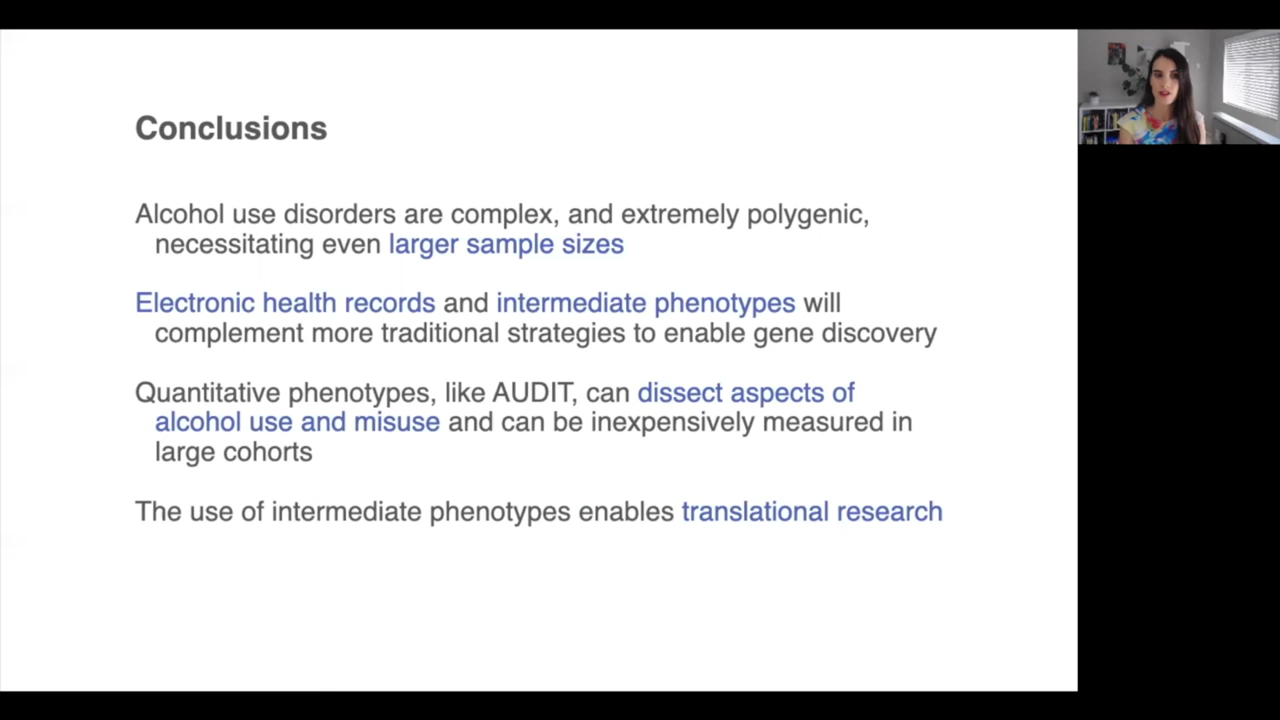 Conclusions
Alcohol use disorders are complex, and extremely polygenic,
necessitating even larger sample sizes
Electronic health records and intermediate phenotypes will
complement more traditional strategies to enable gene discovery
Quantitative phenotypes, like AUDIT, can dissect aspects of
alcohol use and misuse and can be inexpensively measured in
large cohorts
The use of intermediate phenotypes enables translational research